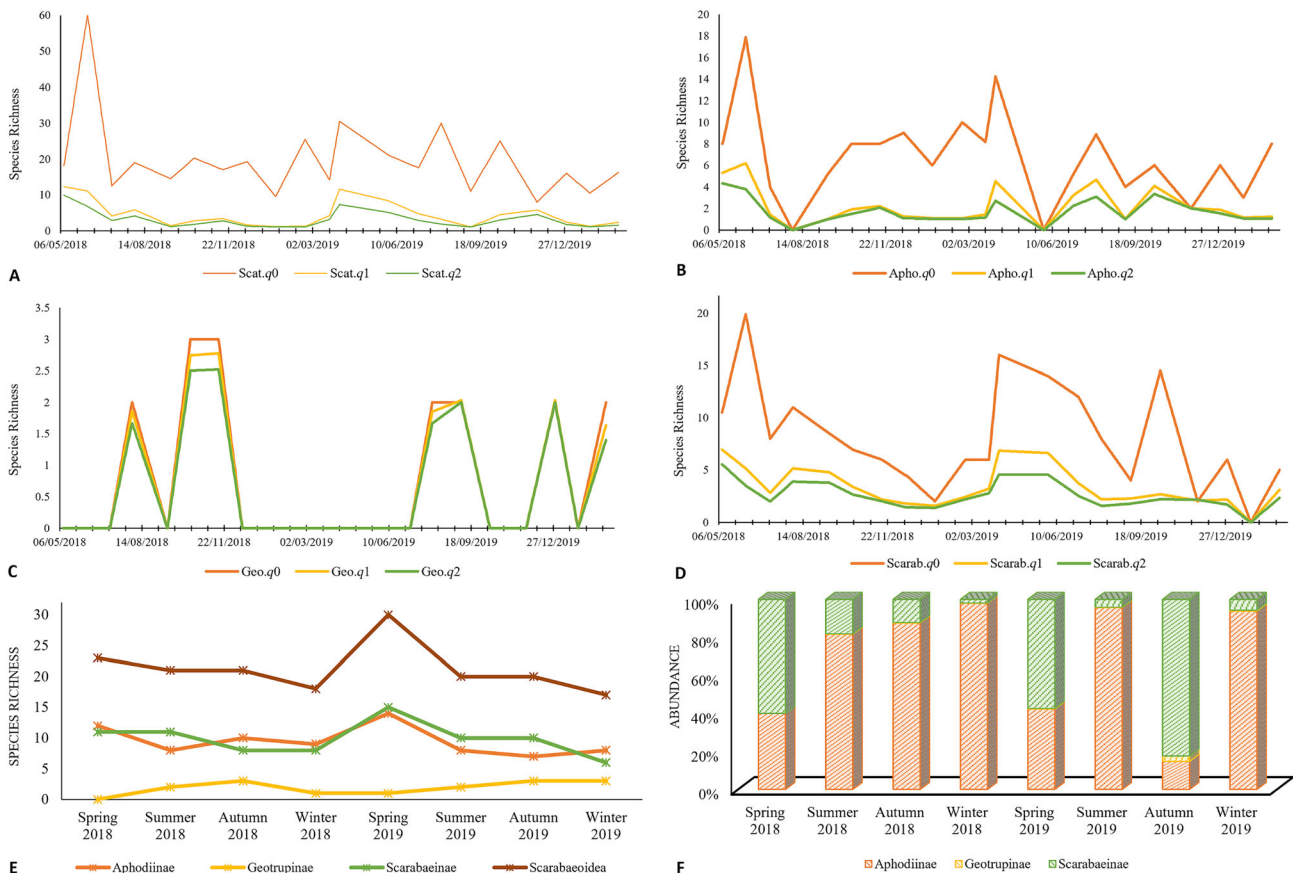 Species Richness
60
50
40
30
20
10
0
06/05/2018 14/08/2018 22/11/2018 02/03/2019 10/06/2019 18/09/2019 27/12/2019
Scat.q0 Scat.q1 Scat.q2
A
Species Richness
20
18
16
14
12
10
8
6
4
2
0
06/05/2018 14/08/2018 22/11/2018 02/03/2019 10/06/2019 18/09/2019 27/12/2019
Apho.q0 Apho.q1 Apho.q2
B
Species Richness
3.5
3
2.5
2
1.5
1
0.5
0
06/05/2018 14/08/2018 22/11/2018 02/03/2019 10/06/2019 18/09/2019 27/12/2019
Geo.q0 Geo.q1 Geo.q2
C
Species Richness
20
15
10
5
0
06/05/2018 14/08/2018 22/11/2018 02/03/2019 10/06/2019 18/09/2019 27/12/2019
Scarab.q0 Scarab.q1 Scarab.q2
D
SPECIES RICHNESS
30
25
20
15
10
5
0
Spring Summer Autumn Winter Spring Summer Autumn Winter
2018 2018 2018 2018 2019 2019 2019 2019
Aphodiinae Geotrupinae Scarabaeinae Scarabaeoidea
E
ABUNDANCE
100%
80%
60%
40%
20%
0%
Spring Summer Autumn Winter Spring Summer Autumn Winter
2018 2018 2018 2018 2019 2019 2019 2019
Aphodiinae Geotrupinae Scarabaeinae
F